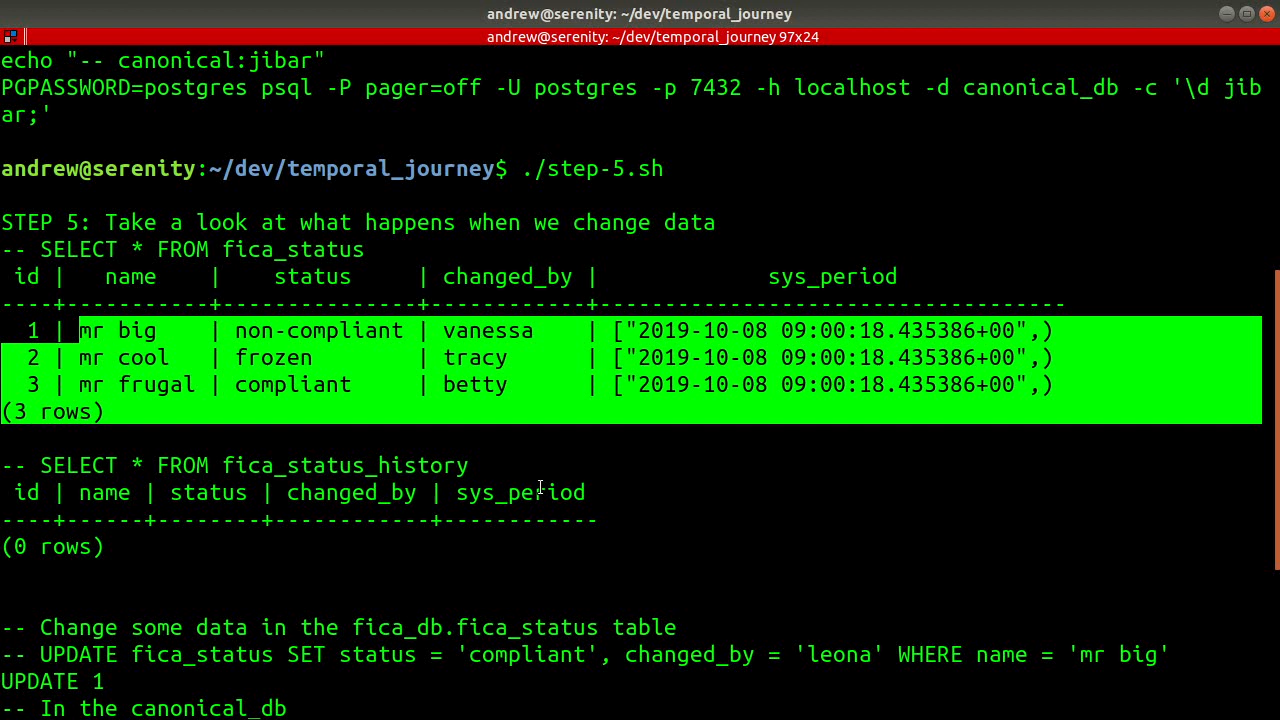 andrew@serenity: ~/dev/temporal_journey
andrew@serenity: ~/dev/temporal_journey 97x24
echo "-- canonical:jibar"
PGPASSWORD=postgres psql -P pager=off -U postgres -p 7432 -h localhost -d canonical_db -c '\d jib
ar;'
andrew@serenity:~/dev/temporal_journey$ ./step-5.sh
STEP 5: Take a look at what happens when we change data
-- SELECT * FROM fica_status
 id |   name    |    status     | changed_by |             sys_period
----+-----------+---------------+------------+------------------------------------
  1 | mr big    | non-compliant | vanessa    | ["2019-10-08 09:00:18.435386+00",)
  2 | mr cool   | frozen        | tracy      | ["2019-10-08 09:00:18.435386+00",)
  3 | mr frugal | compliant     | betty      | ["2019-10-08 09:00:18.435386+00",)
(3 rows)
-- SELECT * FROM fica_status_history
 id | name | status | changed_by | sys_period
----+------+--------+------------+------------
(0 rows)
-- Change some data in the fica_db.fica_status table
-- UPDATE fica_status SET status = 'compliant', changed_by = 'leona' WHERE name = 'mr big'
UPDATE 1
-- In the canonical_db